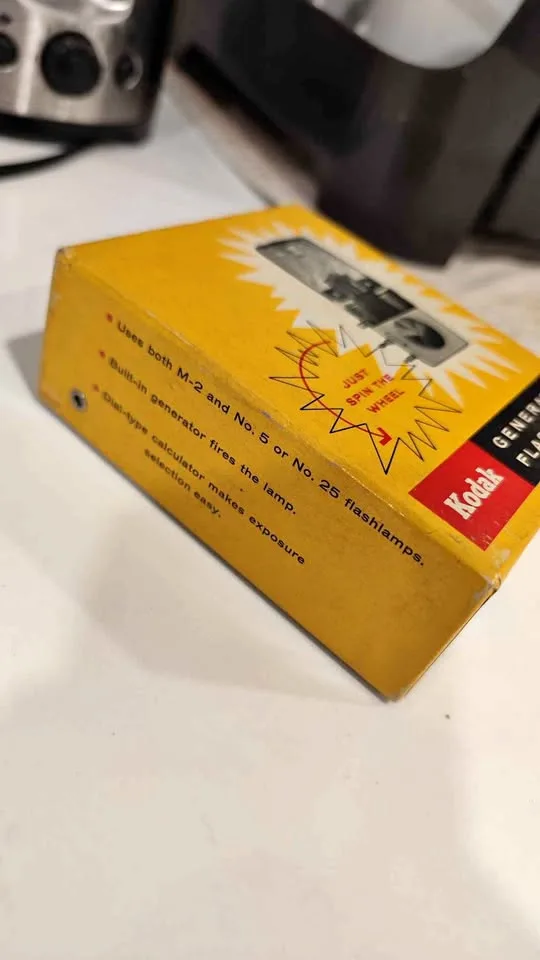 JUST
SPIN THE
WHEEL
Kodak
GENERA
FLA
• Uses both M-2 and No. 5 or No. 25 flashlamps.
• Built-in generator fires the lamp.
• Dial-type calculator makes exposure
selection easy.